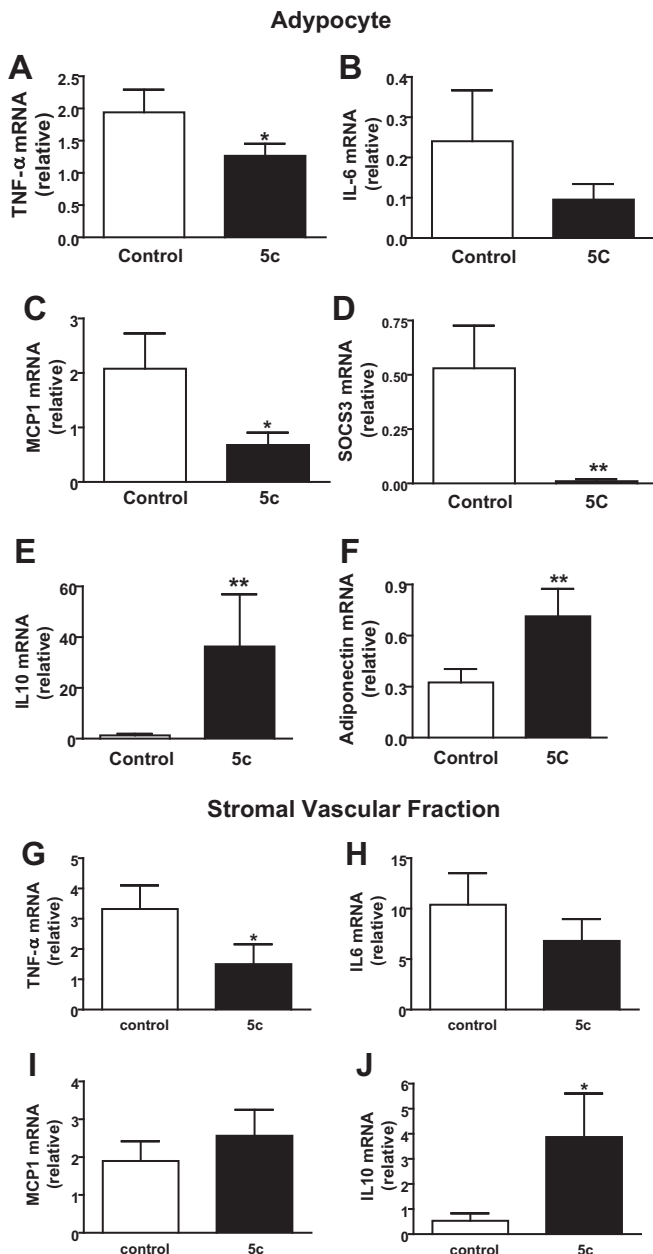 Adypocyte
A
TNF-α mRNA
(relative)
2.5
2.0
1.5
1.0
0.5
0.0
*
Control
5c
B
IL-6 mRNA
(relative)
0.4
0.3
0.2
0.1
0.0
Control
5C
C
MCP1 mRNA
(relative)
3
2
1
0
*
Control
5c
D
SOCS3 mRNA
(relative)
0.75
0.50
0.25
0.00
**
Control
5C
E
IL10 mRNA
(relative)
60
40
20
0
**
Control
5c
F
Adiponectin mRNA
(relative)
0.9
0.6
0.3
0.0
**
Control
5C
Stromal Vascular Fraction
G
TNF-α mRNA
(relative)
5
4
3
2
1
0
*
control
5c
H
IL6 mRNA
(relative)
15
10
5
0
control
5c
I
MCP1 mRNA
(relative)
4
3
2
1
0
control
5c
J
IL10 mRNA
(relative)
6
5
4
3
2
1
0
*
control
5c